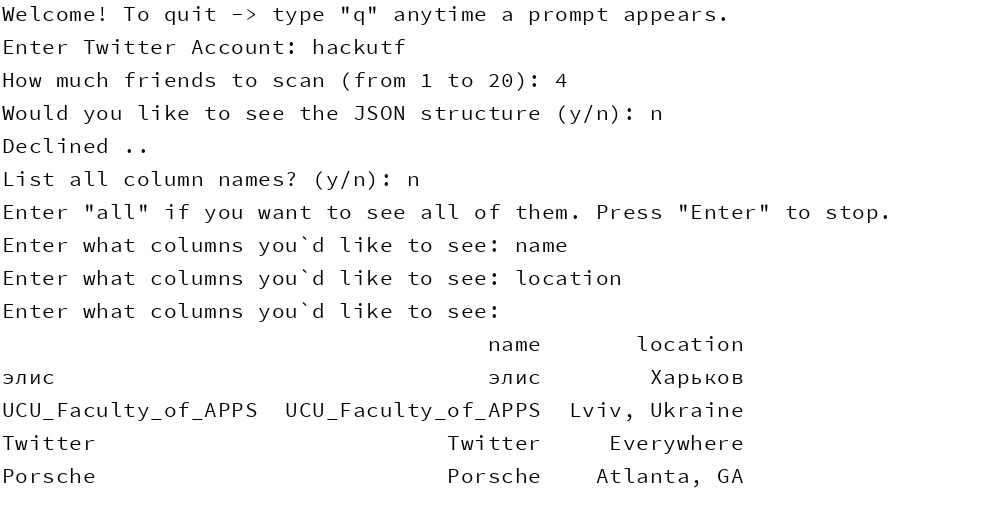 Welcome! To quit -> type "q" anytime a prompt appears.
Enter Twitter Account: hackutf
How much friends to scan (from 1 to 20): 4
Would you like to see the JSON structure (y/n): n
Declined ..
List all column names? (y/n): n
Enter "all" if you want to see all of them. Press "Enter" to stop.
Enter what columns you`d like to see: name
Enter what columns you`d like to see: location
Enter what columns you`d like to see:
name location
элис элис Харьков
UCU_Faculty_of_APPS UCU_Faculty_of_APPS Lviv, Ukraine
Twitter Twitter Everywhere
Porsche Porsche Atlanta, GA